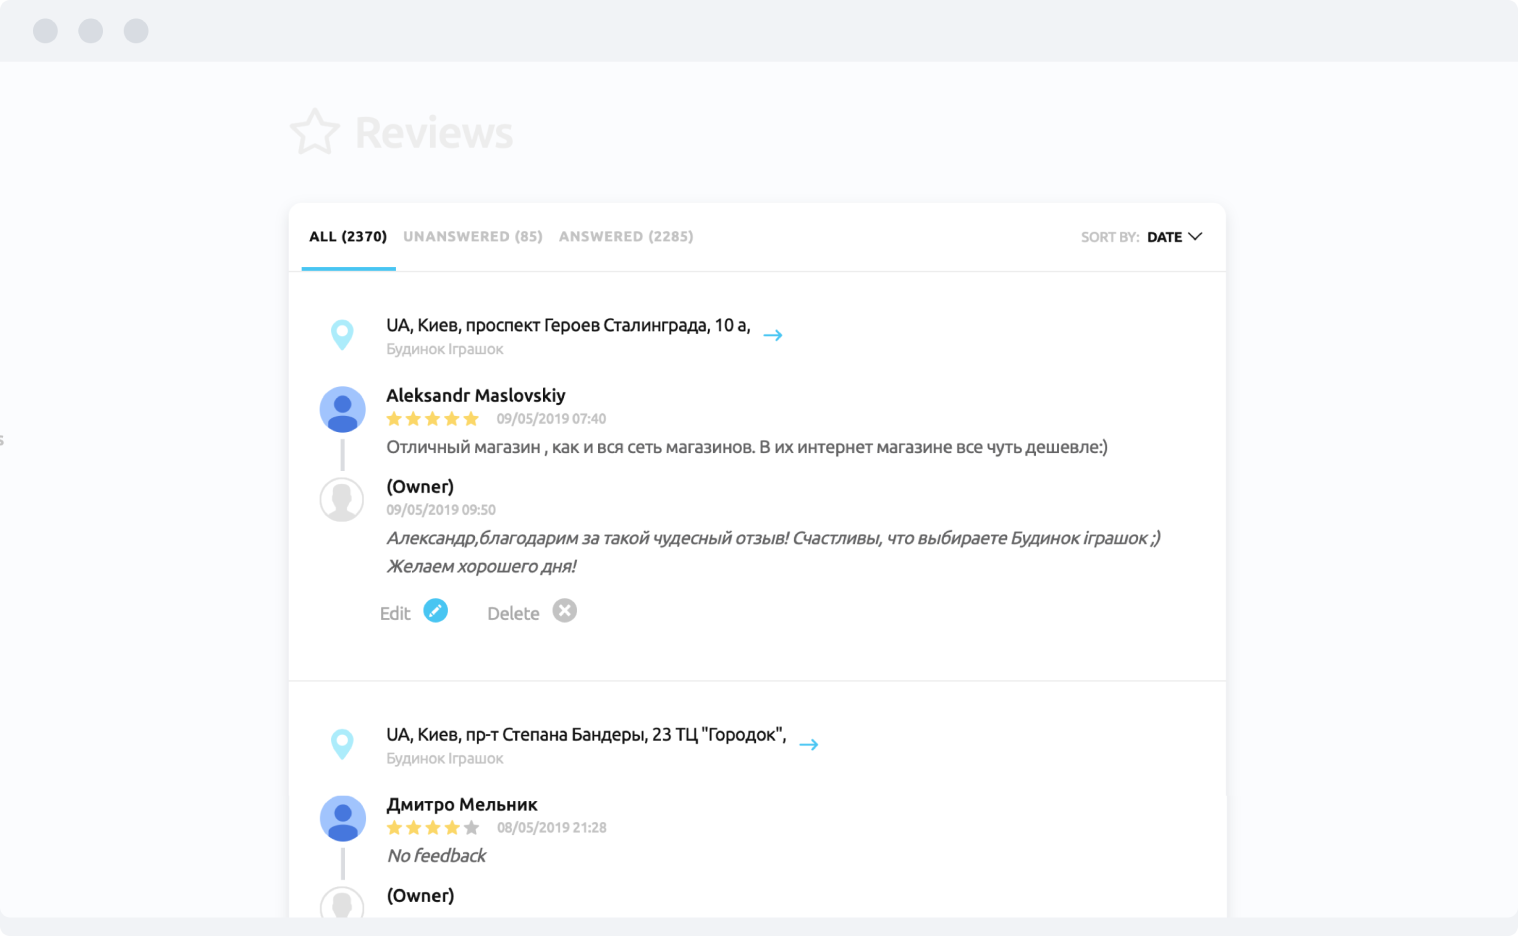 Reviews
ALL (2370) UNANSWERED (85) ANSWERED (2285) SORT BY: DATE
UA, Киев, проспект Героев Сталинграда, 10 а,
Будинок Іграшок
Aleksandr Maslovskiy
09/05/2019 07:40
Отличный магазин , как и вся сеть магазинов. В их интернет магазине все чуть дешевле:)
(Owner)
09/05/2019 09:50
Александр,благодарим за такой чудесный отзыв! Счастливы, что выбираете Будинок іграшок ;)
Желаем хорошего дня!
Edit Delete
UA, Киев, пр-т Степана Бандеры, 23 ТЦ "Городок",
Будинок Іграшок
Дмитро Мельник
08/05/2019 21:28
No feedback
(Owner)